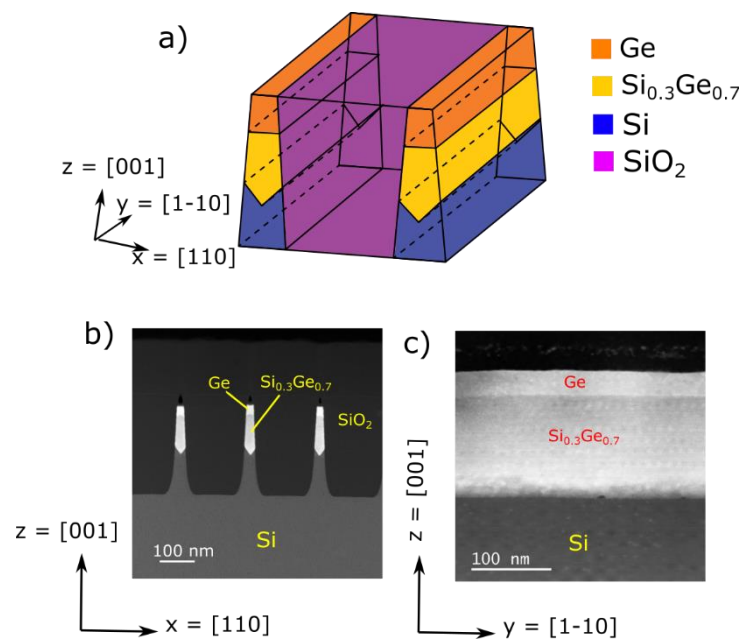 a)
Ge
Si0.3Ge0.7
Si
SiO2
z = [001]
y = [1-10]
x = [110]
b)
Ge
Si0.3Ge0.7
SiO2
Si
100 nm
z = [001]
x = [110]
c)
Ge
Si0.3Ge0.7
Si
100 nm
z = [001]
y = [1-10]